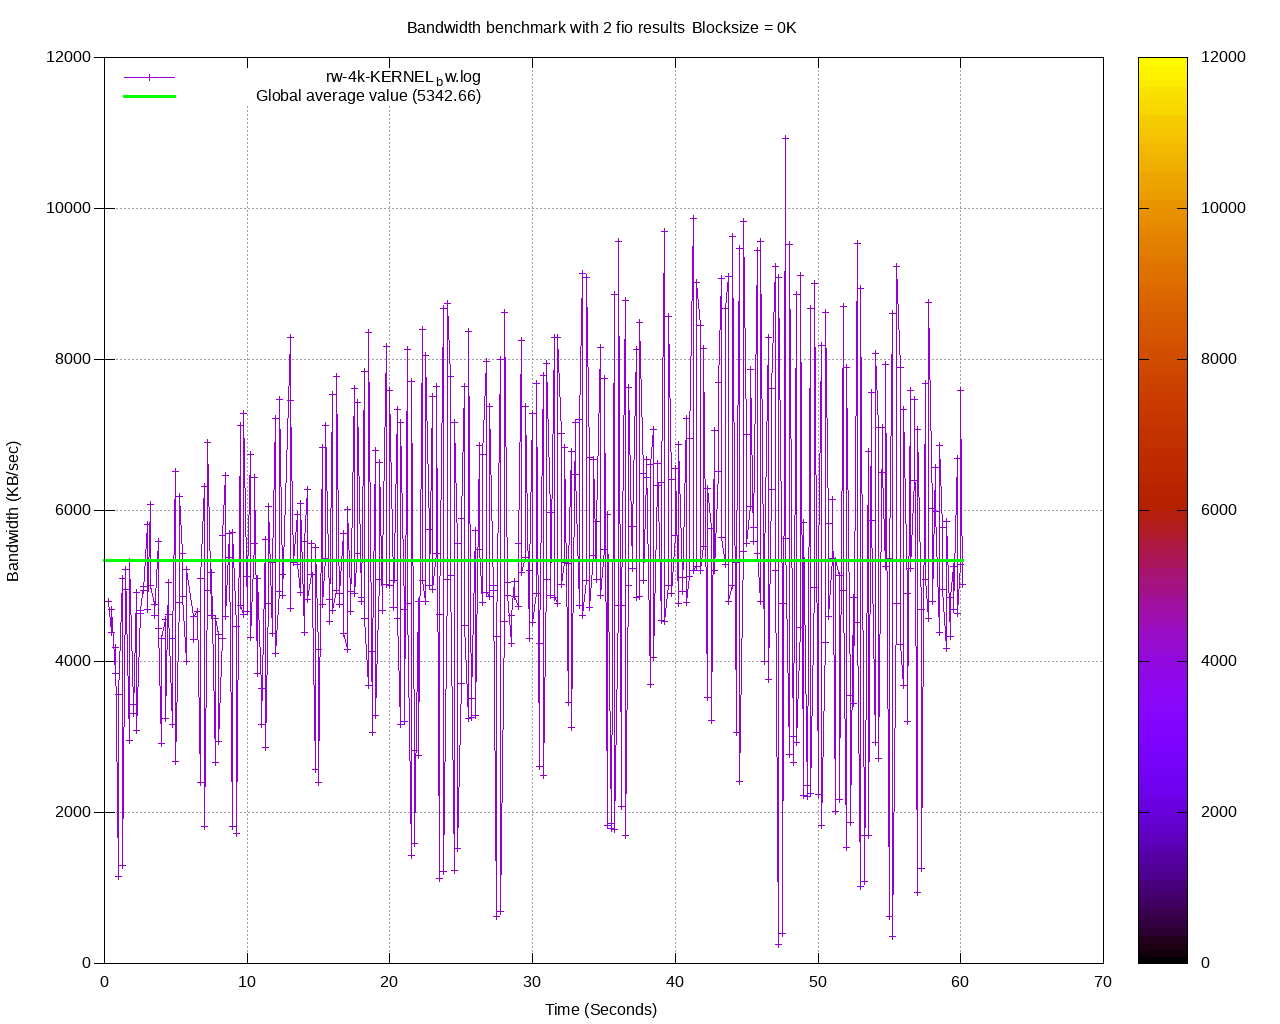 Bandwidth benchmark with 2 fio results Blocksize = 0K
12000
10000
8000
6000
4000
2000
0
Bandwidth (KB/sec)
rw-4k-KERNEL_bw.log
Global average value (5342.66)
0 10 20 30 40 50 60 70
Time (Seconds)
12000
10000
8000
6000
4000
2000
0